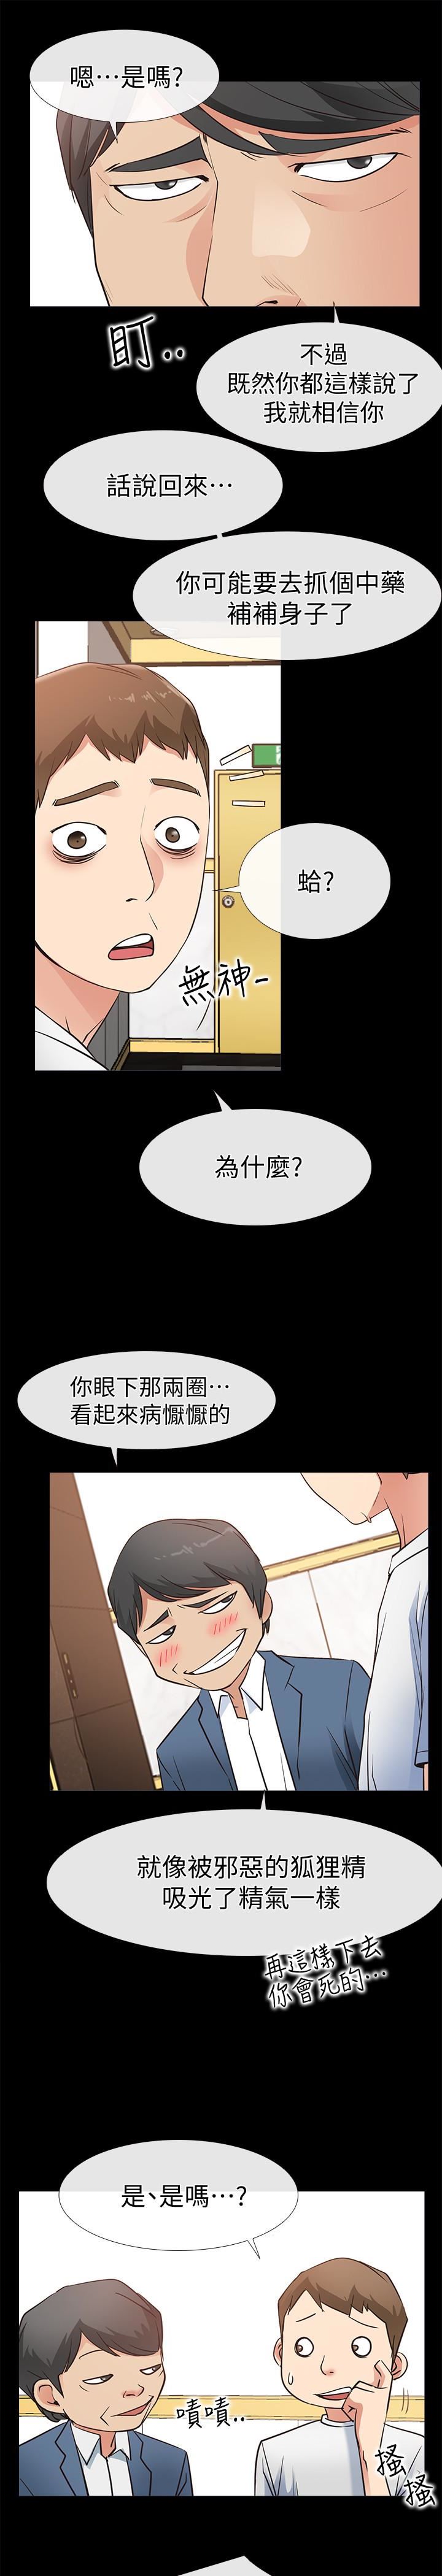 嗯⋯是嗎?
盯..
不過
既然你都這樣說了
我就相信你
話說回來⋯
你可能要去抓個中藥
補補身子了
蛤?
無神-
為什麼?
你眼下那兩圈⋯
看起來病懨懨的
就像被邪惡的狐狸精
吸光了精氣一樣
再這樣下去
你會死的⋯
是、是嗎⋯?
嘖嘖..
搔
搔